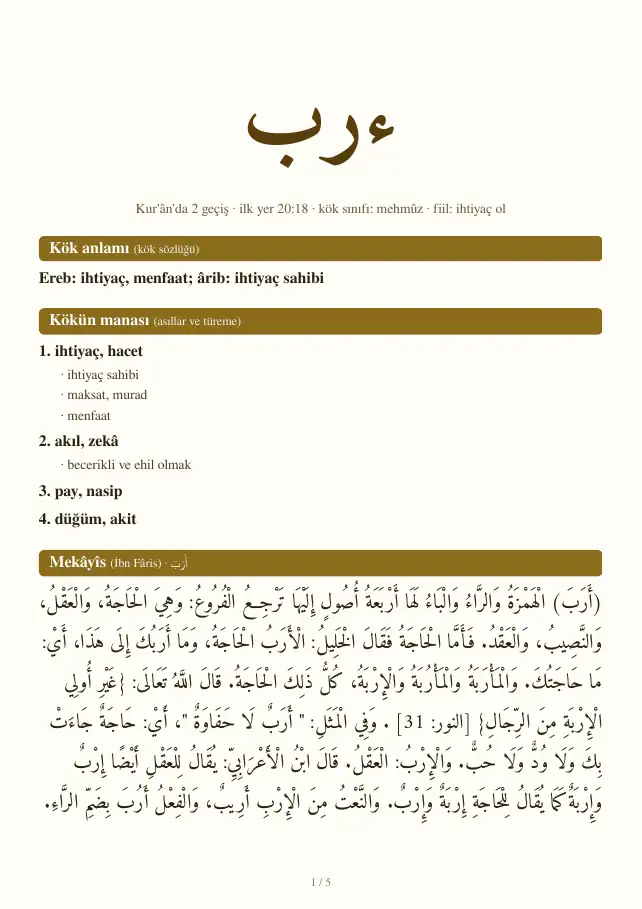 ءرب
Kur'ân'da 2 geçiş · ilk yer 20:18 · kök sınıfı: mehmûz · fiil: ihtiyaç ol
Kök anlamı (kök sözlüğü)
Ereb: ihtiyaç, menfaat; ârib: ihtiyaç sahibi
Kökün manası (asıllar ve türeme)
1. ihtiyaç, hacet
· ihtiyaç sahibi
· maksat, murad
· menfaat
2. akıl, zekâ
· becerikli ve ehil olmak
3. pay, nasip
4. düğüm, akit
Mekâyîs (İbn Fâris) · أَرَبَ
(أَرَبَ) الْهَمْزَةُ وَالرَّاءُ وَالْبَاءُ لَهَا أَرْبَعَةُ أُصُولٍ إِلَيْهَا تَرْجِعُ الْفُرُوعُ: وَهِيَ الْحَاجَةُ، وَالْعَقْلُ،
وَالنَّصِيبُ، وَالْعَقْدُ. فَأَمَّا الْحَاجَةُ فَقَالَ الْخَلِيلُ: الْأَرَبُ الْحَاجَةُ، وَمَا أَرَبُكَ إِلَى هَذَا، أَيْ:
مَا حَاجَتُكَ. وَالْمَأْرَبَةُ وَالْمَأْرُبَةُ وَالْإِرْبَةُ، كُلُّ ذَلِكَ الْحَاجَةُ. قَالَ اللَّهُ تَعَالَى: {غَيْرِ أُولِي
الْإِرْبَةِ مِنَ الرِّجَالِ} [النور: 31] . وَفِي الْمَثَلِ: " أَرَبٌ لَا حَفَاوَةٌ "، أَيْ: حَاجَةٌ جَاءَتْ
بِكَ وَلَا وُدٌّ وَلَا حُبٌّ. وَالْإِرْبُ: الْعَقْلُ. قَالَ ابْنُ الْأَعْرَابِيِّ: يُقَالُ لِلْعَقْلِ أَيْضًا إِرْبٌ
وَإِرْبَةٌ كَمَا يُقَالُ لِلْحَاجَةِ إِرْبَةٌ وَإِرْبٌ. وَالنَّعْتُ مِنَ الْإِرْبِ أَرِيبٌ، وَالْفِعْلُ أَرُبَ بِضَمِّ الرَّاءِ.
1 / 5